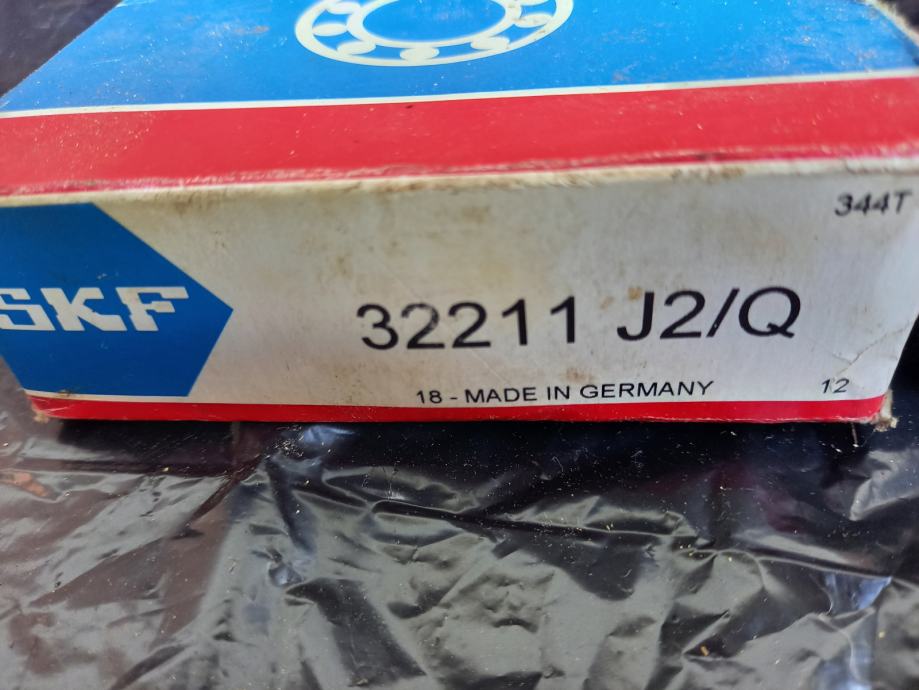 344T
SKF
32211 J2/Q
18 - MADE IN GERMANY
12